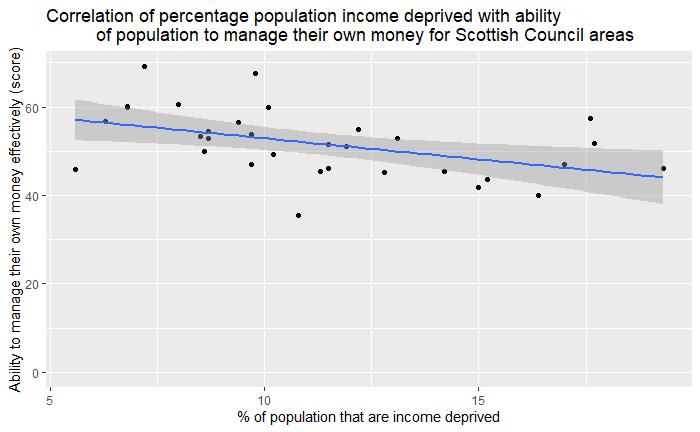 Correlation of percentage population income deprived with ability
of population to manage their own money for Scottish Council areas
Ability to manage their own money effectively (score)
60
40
20
0
5
10
15
% of population that are income deprived